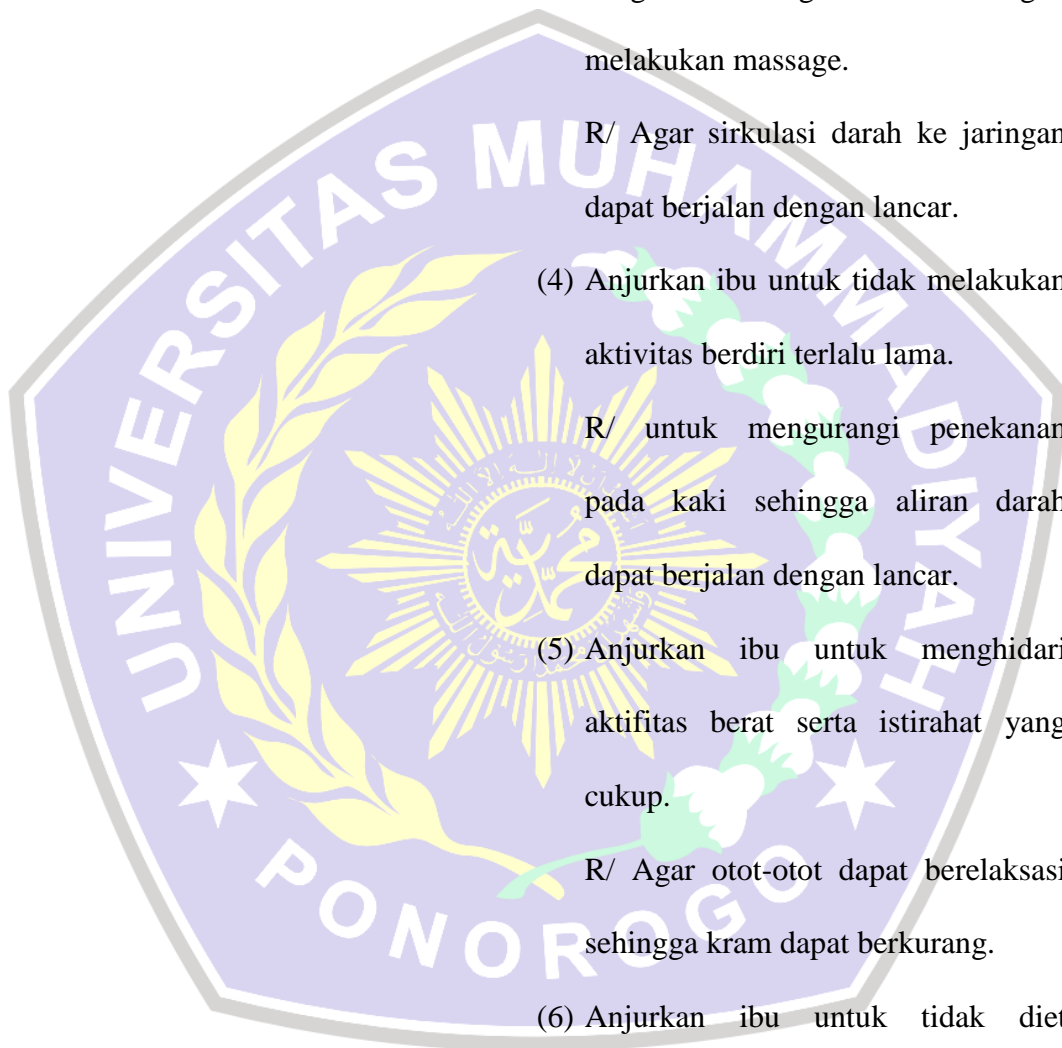 melakukan massage.
R/ Agar sirkulasi darah ke jaringan
dapat berjalan dengan lancar.
(4) Anjurkan ibu untuk tidak melakukan
aktivitas berdiri terlalu lama.
R/ untuk mengurangi penekanan
pada kaki sehingga aliran darah
dapat berjalan dengan lancar.
(5) Anjurkan ibu untuk menghidari
aktifitas berat serta istirahat yang
cukup.
R/ Agar otot-otot dapat berelaksasi
sehingga kram dapat berkurang.
(6) Anjurkan ibu untuk tidak diet
UNIVERSITAS MUHAMMADIYAH
PONOROGO
محمدية